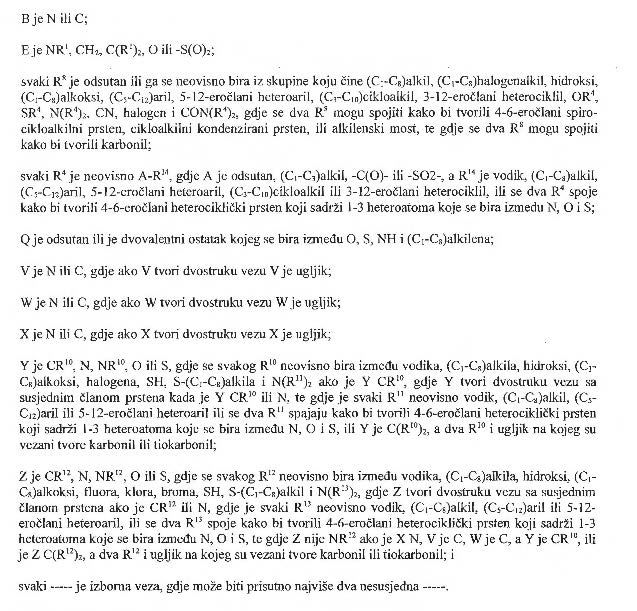 B je N ili C;
E je NR¹, CH₂, C(R¹)₂, O ili -S(O)₂;
svaki R⁸ je odsutan ili ga se neovisno bira iz skupine koju čine (C₁-C₈)alkil, (C₁-C₈)halogenalkil, hidroksi,
(C₁-C₈)alkoksi, (C₅-C₁₂)aril, 5-12-eročlani heteroaril, (C₃-C₁₀)cikloalkil, 3-12-eročlani heterociklil, OR⁴,
SR⁴, N(R⁴)₂, CN, halogen i CON(R⁴)₂, gdje se dva R⁸ mogu spojiti kako bi tvorili 4-6-eročlani spiro-
cikloalkilni prsten, cikloalkilni kondenzirani prsten, ili alkilenski most, te gdje se dva R⁸ mogu spojiti
kako bi tvorili karbonil;
svaki R⁴ je neovisno A-R¹⁴, gdje A je odsutan, (C₁-C₃)alkil, -C(O)- ili -SO2-, a R¹⁴ je vodik, (C₁-C₈)alkil,
(C₅-C₁₂)aril, 5-12-eročlani heteroaril, (C₃-C₁₀)cikloalkil ili 3-12-eročlani heterociklil, ili se dva R⁴ spoje
kako bi tvorili 4-6-eročlani heterociklički prsten koji sadrži 1-3 heteroatoma koje se bira između N, O i S;
Q je odsutan ili je dvovalentni ostatak kojeg se bira između O, S, NH i (C₁-C₈)alkilena;
V je N ili C, gdje ako V tvori dvostruku vezu V je ugljik;
W je N ili C, gdje ako W tvori dvostruku vezu W je ugljik;
X je N ili C, gdje ako X tvori dvostruku vezu X je ugljik;
Y je CR¹⁰, N, NR¹⁰, O ili S, gdje se svakog R¹⁰ neovisno bira između vodika, (C₁-C₈)alkila, hidroksi, (C₁-
C₈)alkoksi, halogena, SH, S-(C₁-C₈)alkila i N(R¹¹)₂ ako je Y CR¹⁰, gdje Y tvori dvostruku vezu sa
susjednim članom prstena kada je Y CR¹⁰ ili N, te gdje je svaki R¹¹ neovisno vodik, (C₁-C₈)alkil, (C₅-
C₁₂)aril ili 5-12-eročlani heteroaril ili se dva R¹¹ spajaju kako bi tvorili 4-6-eročlani heterociklički prsten
koji sadrži 1-3 heteroatoma koje se bira između N, O i S, ili Y je C(R¹⁰)₂, a dva R¹⁰ i ugljik na kojeg su
vezani tvore karbonil ili tiokarbonil;
Z je CR¹², N, NR¹², O ili S, gdje se svakog R¹² neovisno bira između vodika, (C₁-C₈)alkila, hidroksi, (C₁-
C₈)alkoksi, fluora, klora, broma, SH, S-(C₁-C₈)alkil i N(R¹³)₂, gdje Z tvori dvostruku vezu sa susjednim
članom prstena ako je CR¹² ili N, gdje je svaki R¹³ neovisno vodik, (C₁-C₈)alkil, (C₅-C₁₂)aril ili 5-12-
eročlani heteroaril, ili se dva R¹³ spoje kako bi tvorili 4-6-eročlani heterociklički prsten koji sadrži 1-3
heteroatoma koje se bira između N, O i S, te gdje Z nije NR¹² ako je X N, V je C, W je C, a Y je CR¹⁰, ili
je Z C(R¹²)₂, a dva R¹² i ugljik na kojeg su vezani tvore karbonil ili tiokarbonil; i
svaki ----- je izborna veza, gdje može biti prisutno najviše dva nesusjedna -----.